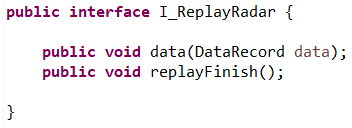 public interface I_ReplayRadar {
public void data(DataRecord data);
public void replayFinish();
}